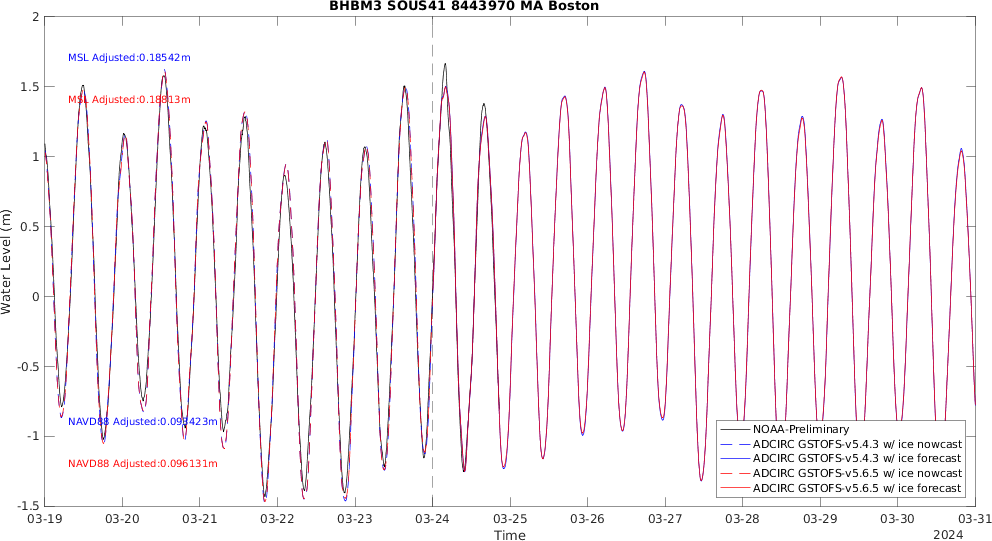 BHBM3 SOUS41 8443970 MA Boston
2
1.5
1
0.5
0
-0.5
-1
-1.5
Water Level (m)
MSL Adjusted:0.18542m
MSL Adjusted:0.18813m
NAVD88 Adjusted:0.093423m
NAVD88 Adjusted:0.096131m
NOAA-Preliminary
ADCIRC GSTOFS-v5.4.3 w/ ice nowcast
ADCIRC GSTOFS-v5.4.3 w/ ice forecast
ADCIRC GSTOFS-v5.6.5 w/ ice nowcast
ADCIRC GSTOFS-v5.6.5 w/ ice forecast
03-19 03-20 03-21 03-22 03-23 03-24 03-25 03-26 03-27 03-28 03-29 03-30 03-31
Time
2024